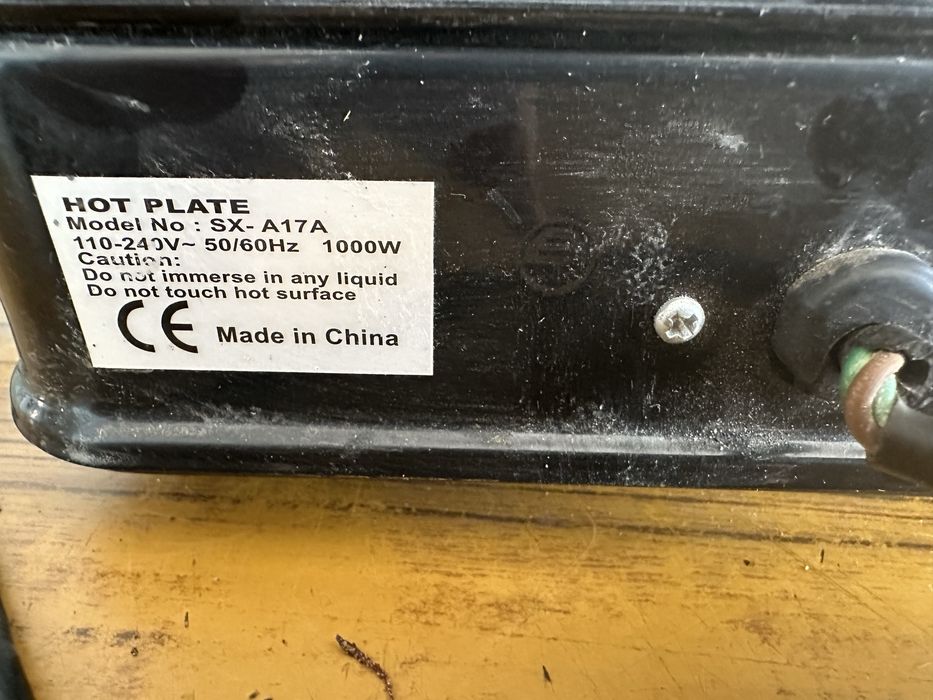 HOT PLATE
Model No : SX- A17A
110-240V~ 50/60Hz 1000W
Caution:
Do not immerse in any liquid
Do not touch hot surface
CE Made in China